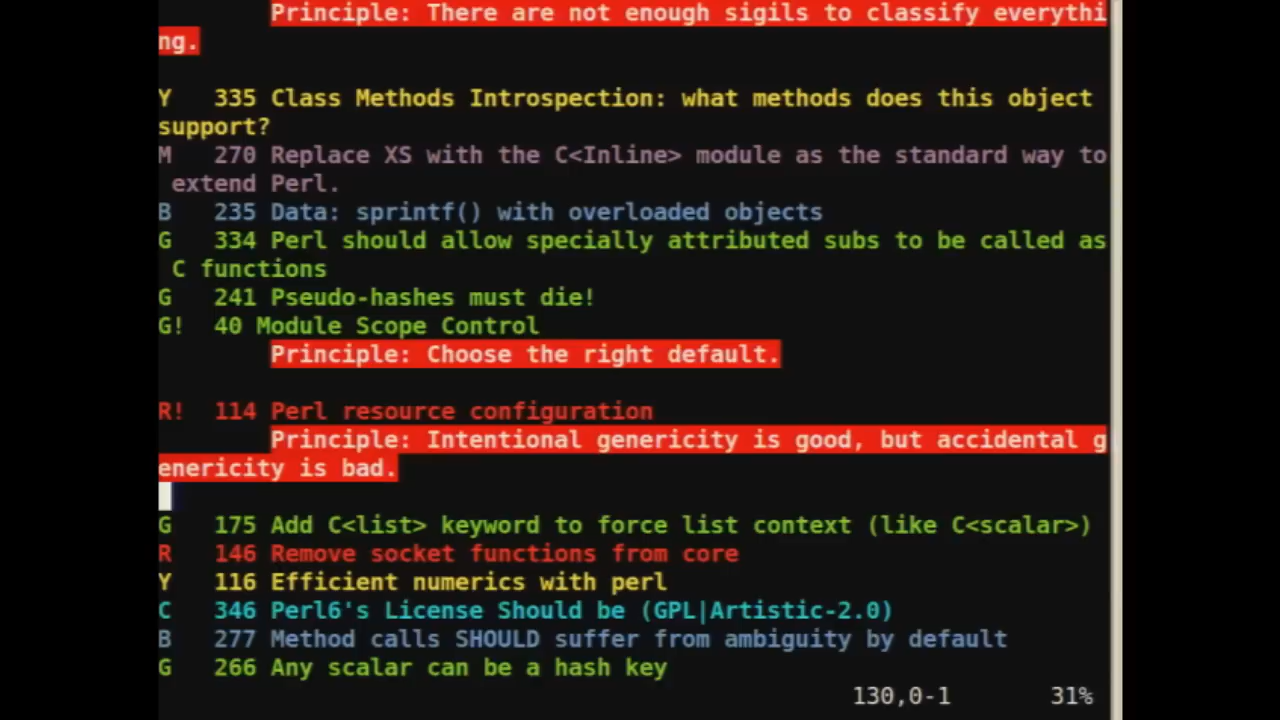 Principle: There are not enough sigils to classify everythi
ng.
Y   335 Class Methods Introspection: what methods does this object
support?
M   270 Replace XS with the C<Inline> module as the standard way to
 extend Perl.
B   235 Data: sprintf() with overloaded objects
G   334 Perl should allow specially attributed subs to be called as
 C functions
G   241 Pseudo-hashes must die!
G!  40 Module Scope Control
Principle: Choose the right default.
R!  114 Perl resource configuration
Principle: Intentional genericity is good, but accidental g
enericity is bad.
G   175 Add C<list> keyword to force list context (like C<scalar>)
R   146 Remove socket functions from core
Y   116 Efficient numerics with perl
C   346 Perl6's License Should be (GPL|Artistic-2.0)
B   277 Method calls SHOULD suffer from ambiguity by default
G   266 Any scalar can be a hash key
130,0-1       31%